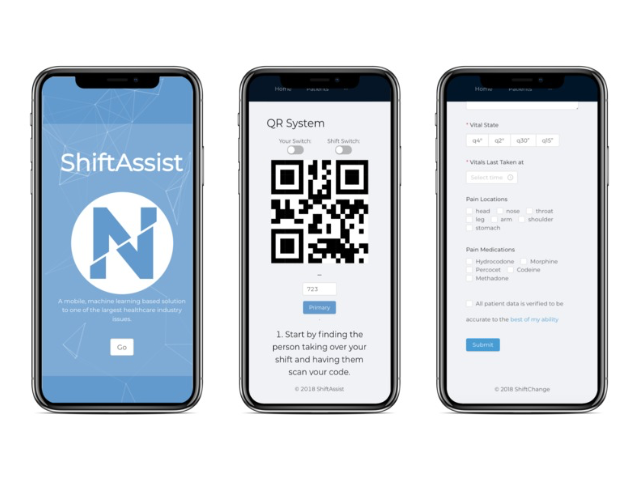 ShiftAssist
N
A mobile, machine learning based solution
to one of the largest healthcare industry
issues.
Go
Home Patients
QR System
Your Switch: Shift Switch:
–
723
Primary
1. Start by finding the
person taking over your
shift and having them
scan your code.
© 2018 ShiftAssist
Home Patients
* Vital State
q4" q2" q30" q15"
* Vitals Last Taken at
Select time
Pain Locations
head nose throat
leg arm shoulder
stomach
Pain Medications
Hydrocodone Morphine
Percocet Codeine
Methadone
All patient data is verified to be
accurate to the best of my ability
Submit
© 2018 ShiftChange